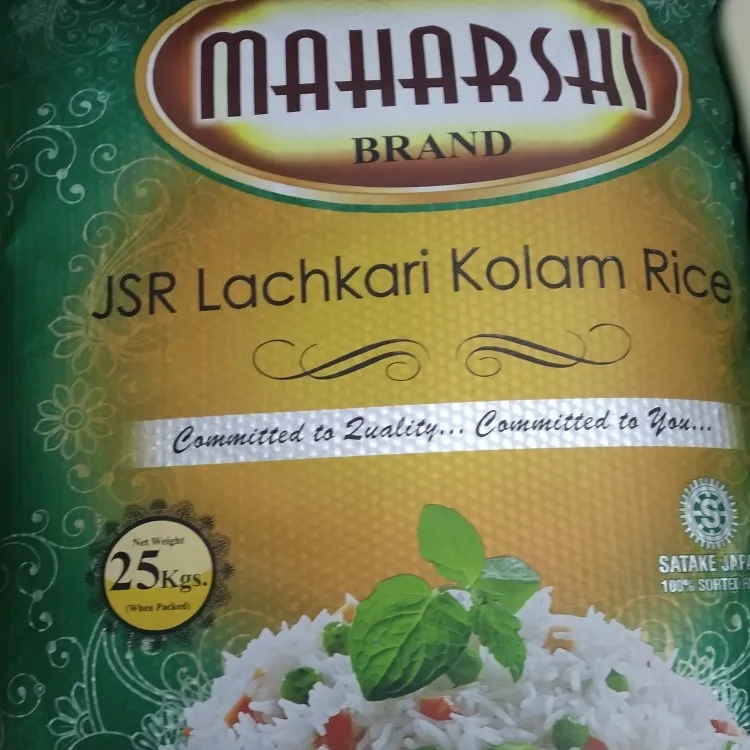 MAHARSHI
BRAND
JSR Lachkari Kolam Rice
Committed to Quality... Committed to You...
Net Weight
25Kgs.
(When Packed)
S
SATAKE
100% SORTED